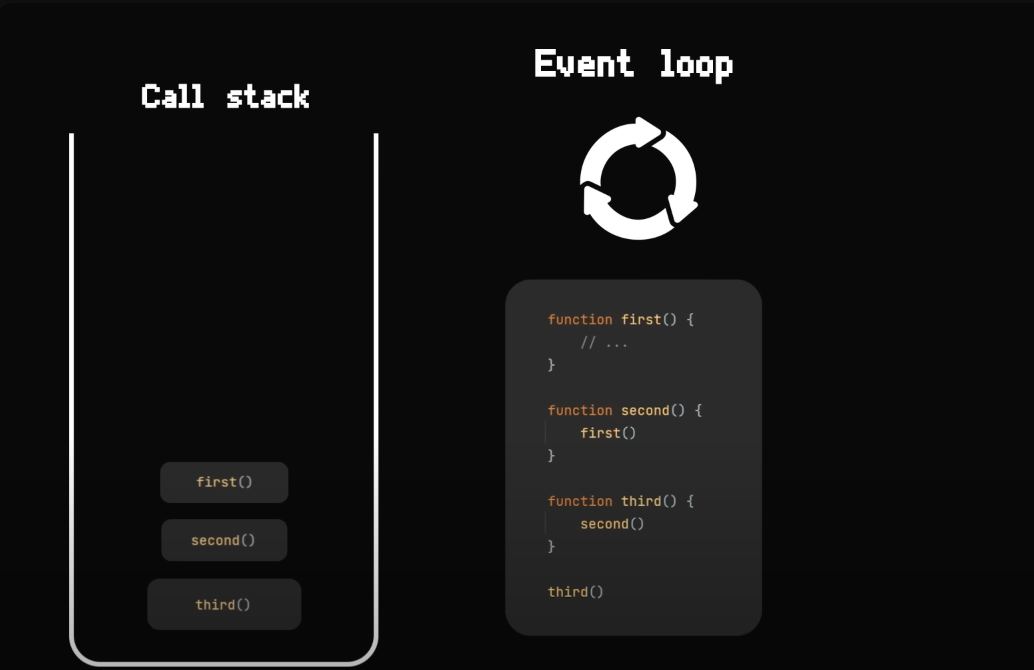 Call stack
first()
second()
third()
Event loop
function first() {
    // ...
}
function second() {
    first()
}
function third() {
    second()
}
third()